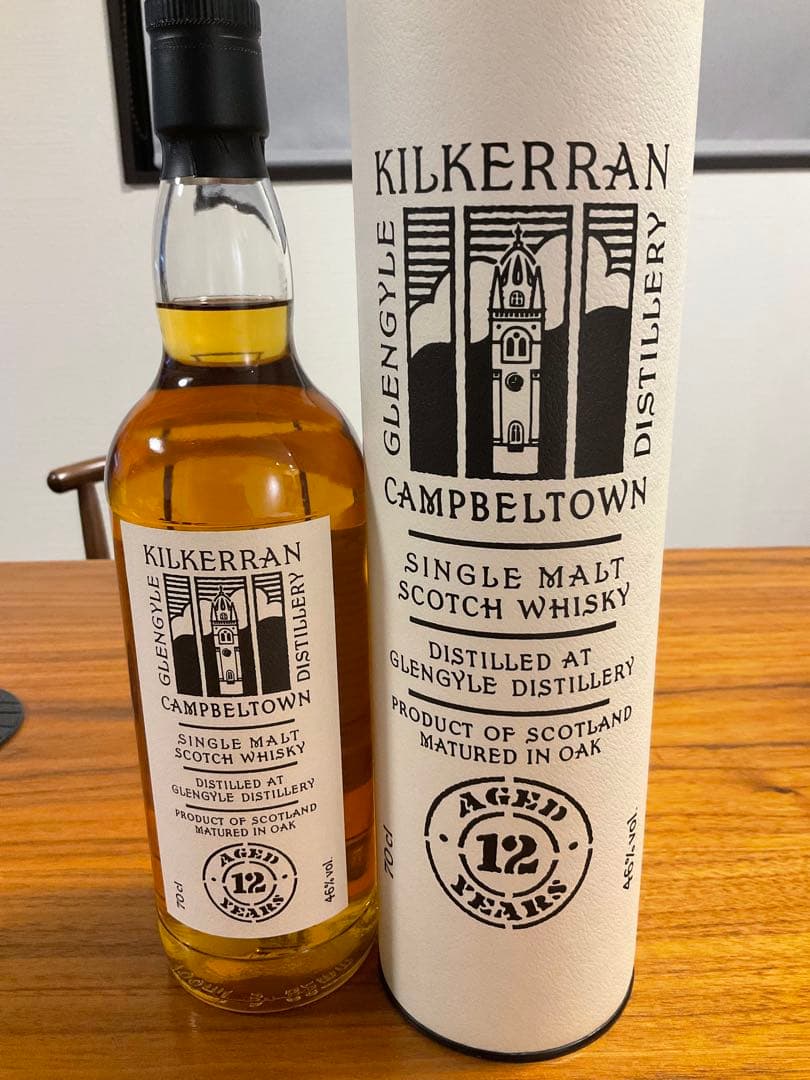 KILKERRAN
GLENGYLE
DISTILLERY
CAMPBELTOWN
SINGLE MALT
SCOTCH WHISKY
DISTILLED AT
GLENGYLE DISTILLERY
PRODUCT OF SCOTLAND
MATURED IN OAK
AGED
12
YEARS
70cl
46% vol.
KILKERRAN
GLENGYLE
DISTILLERY
CAMPBELTOWN
SINGLE MALT
SCOTCH WHISKY
DISTILLED AT
GLENGYLE DISTILLERY
PRODUCT OF SCOTLAND
MATURED IN OAK
AGED
12
YEARS
70cl
46% vol.